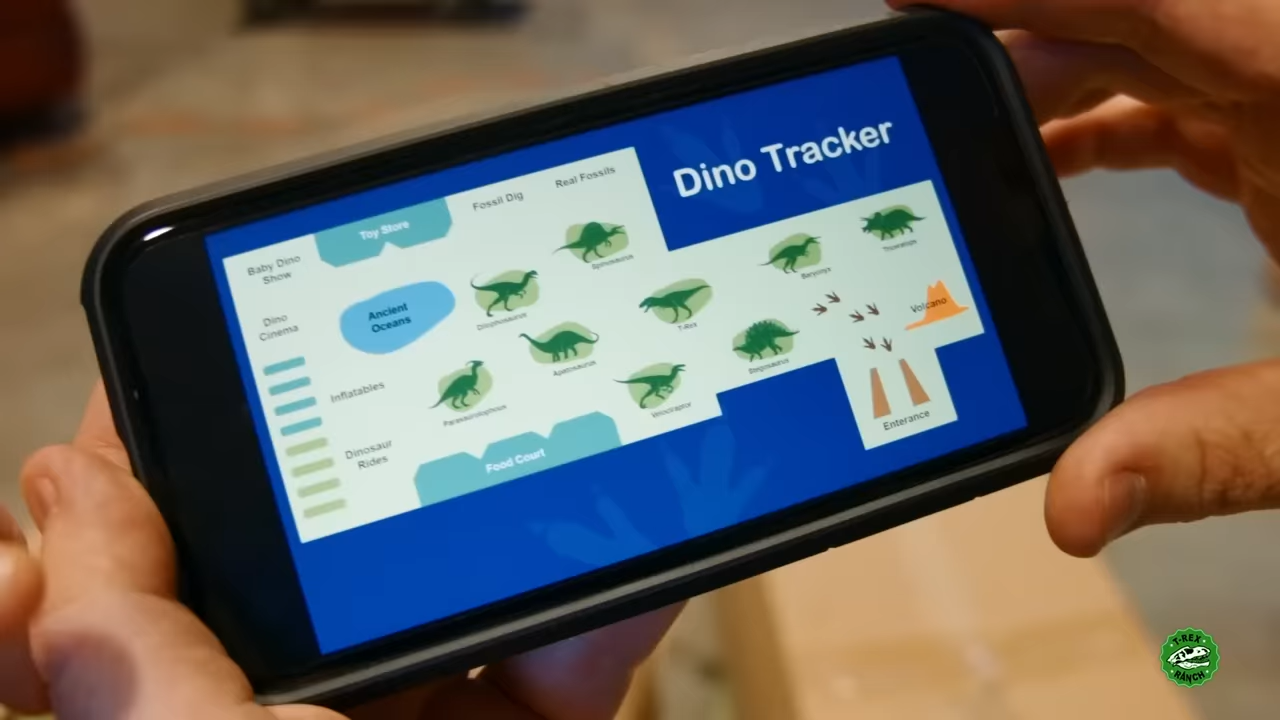 Dino Tracker
Real Fossils
Fossil Dig
Toy Store
Baby Dino
Show
Spinosaurus
Baryonyx
Triceratops
Dino
Cinema
Ancient
Oceans
Dilophosaurus
T-Rex
Volcano
Apatosaurus
Stegosaurus
Inflatables
Parasaurolophus
Velociraptor
Enterance
Dinosaur
Rides
Food Court
T-REX
RANCH